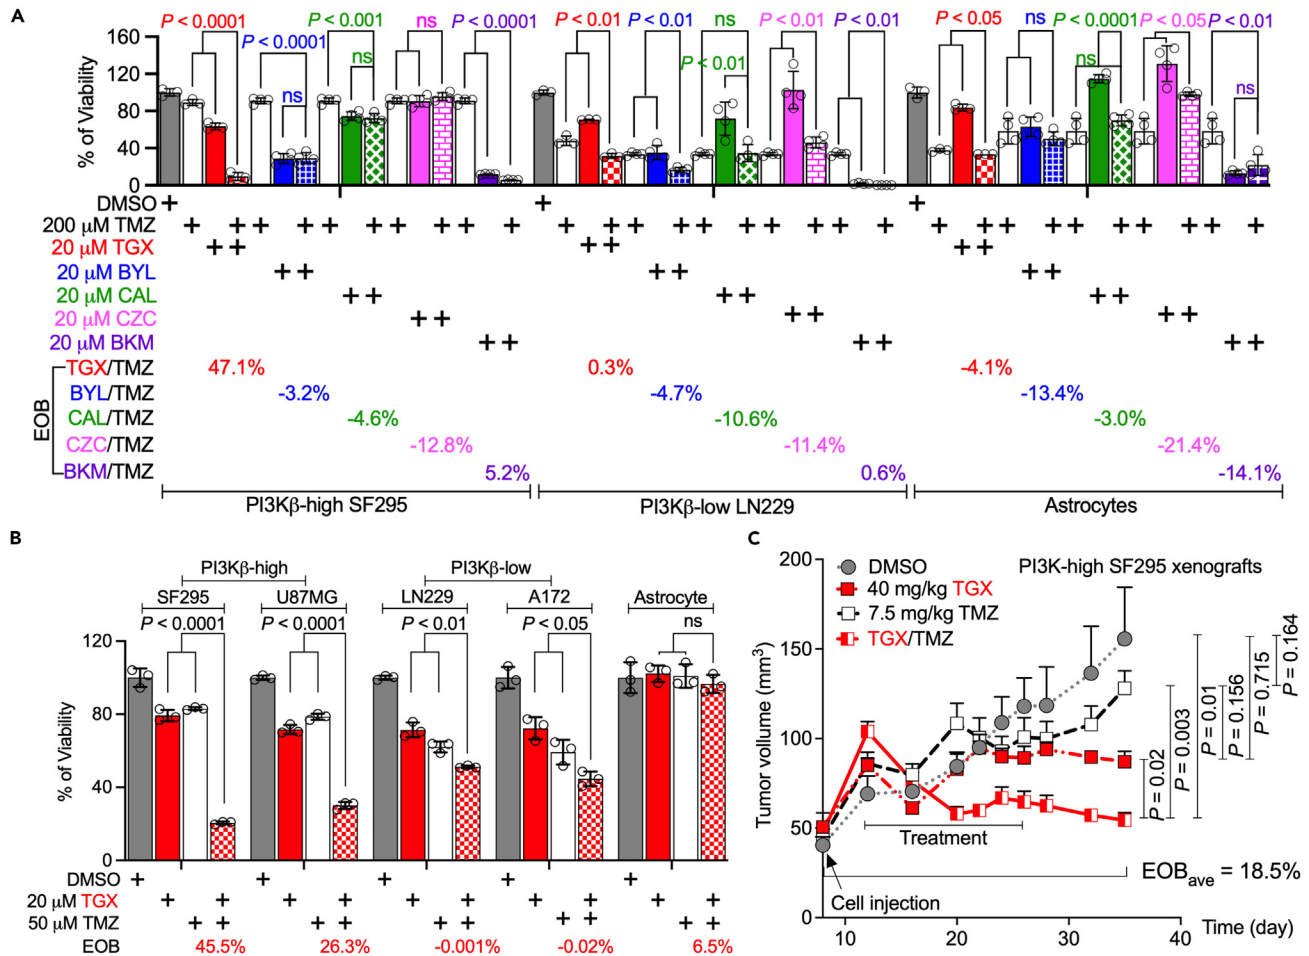 A
P < 0.0001 P < 0.001 ns P < 0.0001 P < 0.01 P < 0.01 ns P < 0.01 P < 0.01 P < 0.05 ns P < 0.0001 P < 0.05 P < 0.01
P < 0.0001
ns ns P < 0.01 ns ns
% of Viability
160
120
80
40
0
DMSO + + +
200 μM TMZ + + + + + + + + + + + + + + + + + + + + + + + + + + + + + +
20 μM TGX + + + + + +
20 μM BYL + + + + + +
20 μM CAL + + + + + +
20 μM CZC + + + + + +
20 μM BKM + + + + + +
EOB
TGX/TMZ 47.1% 0.3% -4.1%
BYL/TMZ -3.2% -4.7% -13.4%
CAL/TMZ -4.6% -10.6% -3.0%
CZC/TMZ -12.8% -11.4% -21.4%
BKM/TMZ 5.2% 0.6% -14.1%
PI3Kβ-high SF295 PI3Kβ-low LN229 Astrocytes
B
PI3Kβ-high PI3Kβ-low
SF295 U87MG LN229 A172 Astrocyte
P < 0.0001 P < 0.0001 P < 0.01 P < 0.05 ns
% of Viability
120
80
40
0
DMSO + + + + +
20 μM TGX + + + + + + + + + +
50 μM TMZ + + + + + + + + + +
EOB 45.5% 26.3% -0.001% -0.02% 6.5%
C
PI3K-high SF295 xenografts
DMSO
40 mg/kg TGX
7.5 mg/kg TMZ
TGX/TMZ
Tumor volume (mm³)
200
150
100
50
0
Treatment
Cell injection
EOBave = 18.5%
P = 0.02
P = 0.003
P = 0.01
P = 0.156
P = 0.715
P = 0.164
10 20 30 40 Time (day)